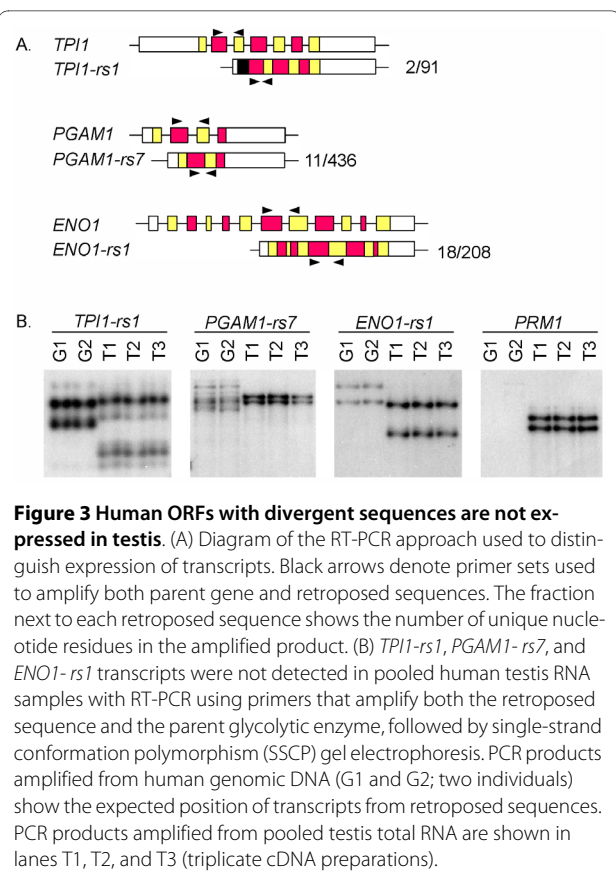 A. TPI1
TPI1-rs1 2/91
PGAM1
PGAM1-rs7 11/436
ENO1
ENO1-rs1 18/208
B. TPI1-rs1 PGAM1-rs7 ENO1-rs1 PRM1
G1 G2 T1 T2 T3 G1 G2 T1 T2 T3 G1 G2 T1 T2 T3 G1 G2 T1 T2 T3
Figure 3 Human ORFs with divergent sequences are not ex-
pressed in testis. (A) Diagram of the RT-PCR approach used to distin-
guish expression of transcripts. Black arrows denote primer sets used
to amplify both parent gene and retroposed sequences. The fraction
next to each retroposed sequence shows the number of unique nucle-
otide residues in the amplified product. (B) TPI1-rs1, PGAM1- rs7, and
ENO1- rs1 transcripts were not detected in pooled human testis RNA
samples with RT-PCR using primers that amplify both the retroposed
sequence and the parent glycolytic enzyme, followed by single-strand
conformation polymorphism (SSCP) gel electrophoresis. PCR products
amplified from human genomic DNA (G1 and G2; two individuals)
show the expected position of transcripts from retroposed sequences.
PCR products amplified from pooled testis total RNA are shown in
lanes T1, T2, and T3 (triplicate cDNA preparations).